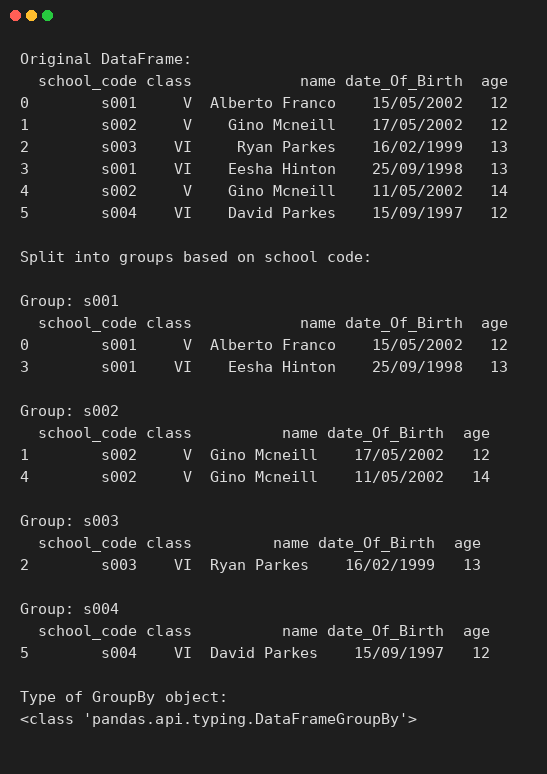 Original DataFrame:
  school_code class            name date_Of_Birth  age
0        s001     V  Alberto Franco    15/05/2002   12
1        s002     V    Gino Mcneill    17/05/2002   12
2        s003    VI     Ryan Parkes    16/02/1999   13
3        s001    VI    Eesha Hinton    25/09/1998   13
4        s002     V    Gino Mcneill    11/05/2002   14
5        s004    VI    David Parkes    15/09/1997   12

Split into groups based on school code:

Group: s001
  school_code class            name date_Of_Birth  age
0        s001     V  Alberto Franco    15/05/2002   12
3        s001    VI    Eesha Hinton    25/09/1998   13

Group: s002
  school_code class          name date_Of_Birth  age
1        s002     V  Gino Mcneill    17/05/2002   12
4        s002     V  Gino Mcneill    11/05/2002   14

Group: s003
  school_code class         name date_Of_Birth  age
2        s003    VI  Ryan Parkes    16/02/1999   13

Group: s004
  school_code class          name date_Of_Birth  age
5        s004    VI  David Parkes    15/09/1997   12

Type of GroupBy object:
<class 'pandas.api.typing.DataFrameGroupBy'>